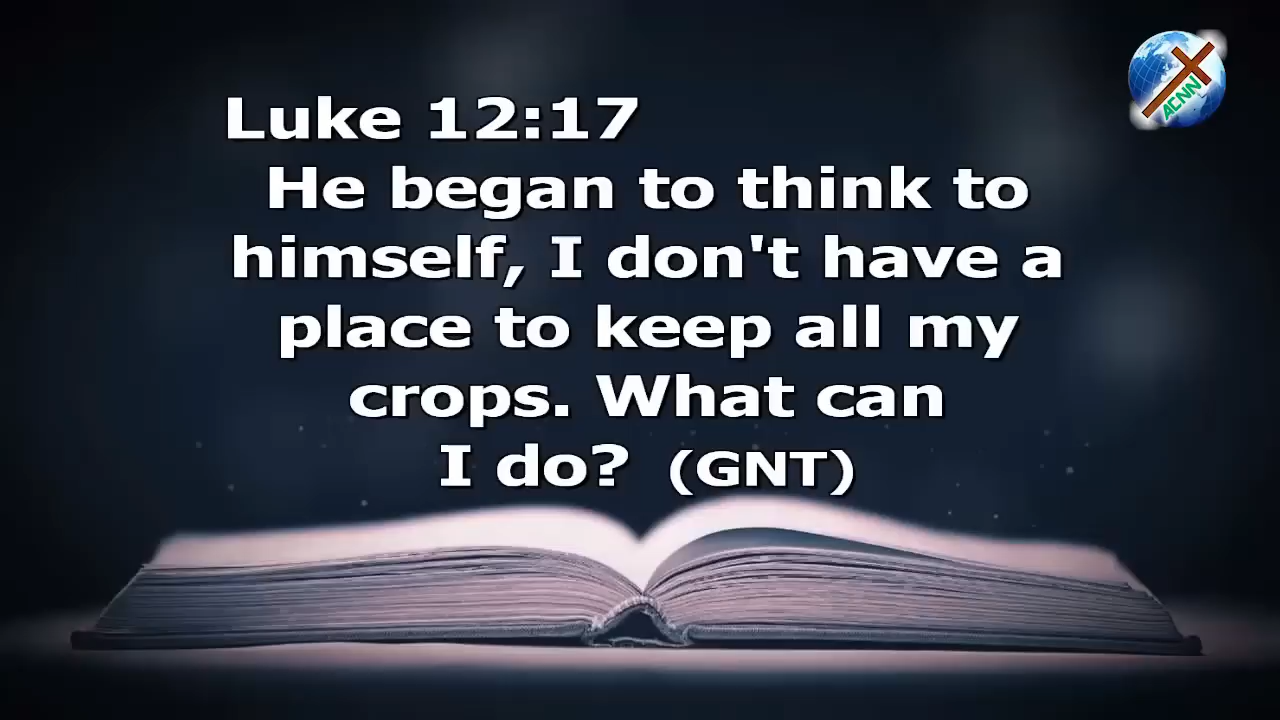 Luke 12:17
He began to think to
himself, I don't have a
place to keep all my
crops. What can
I do? (GNT)
ACNN